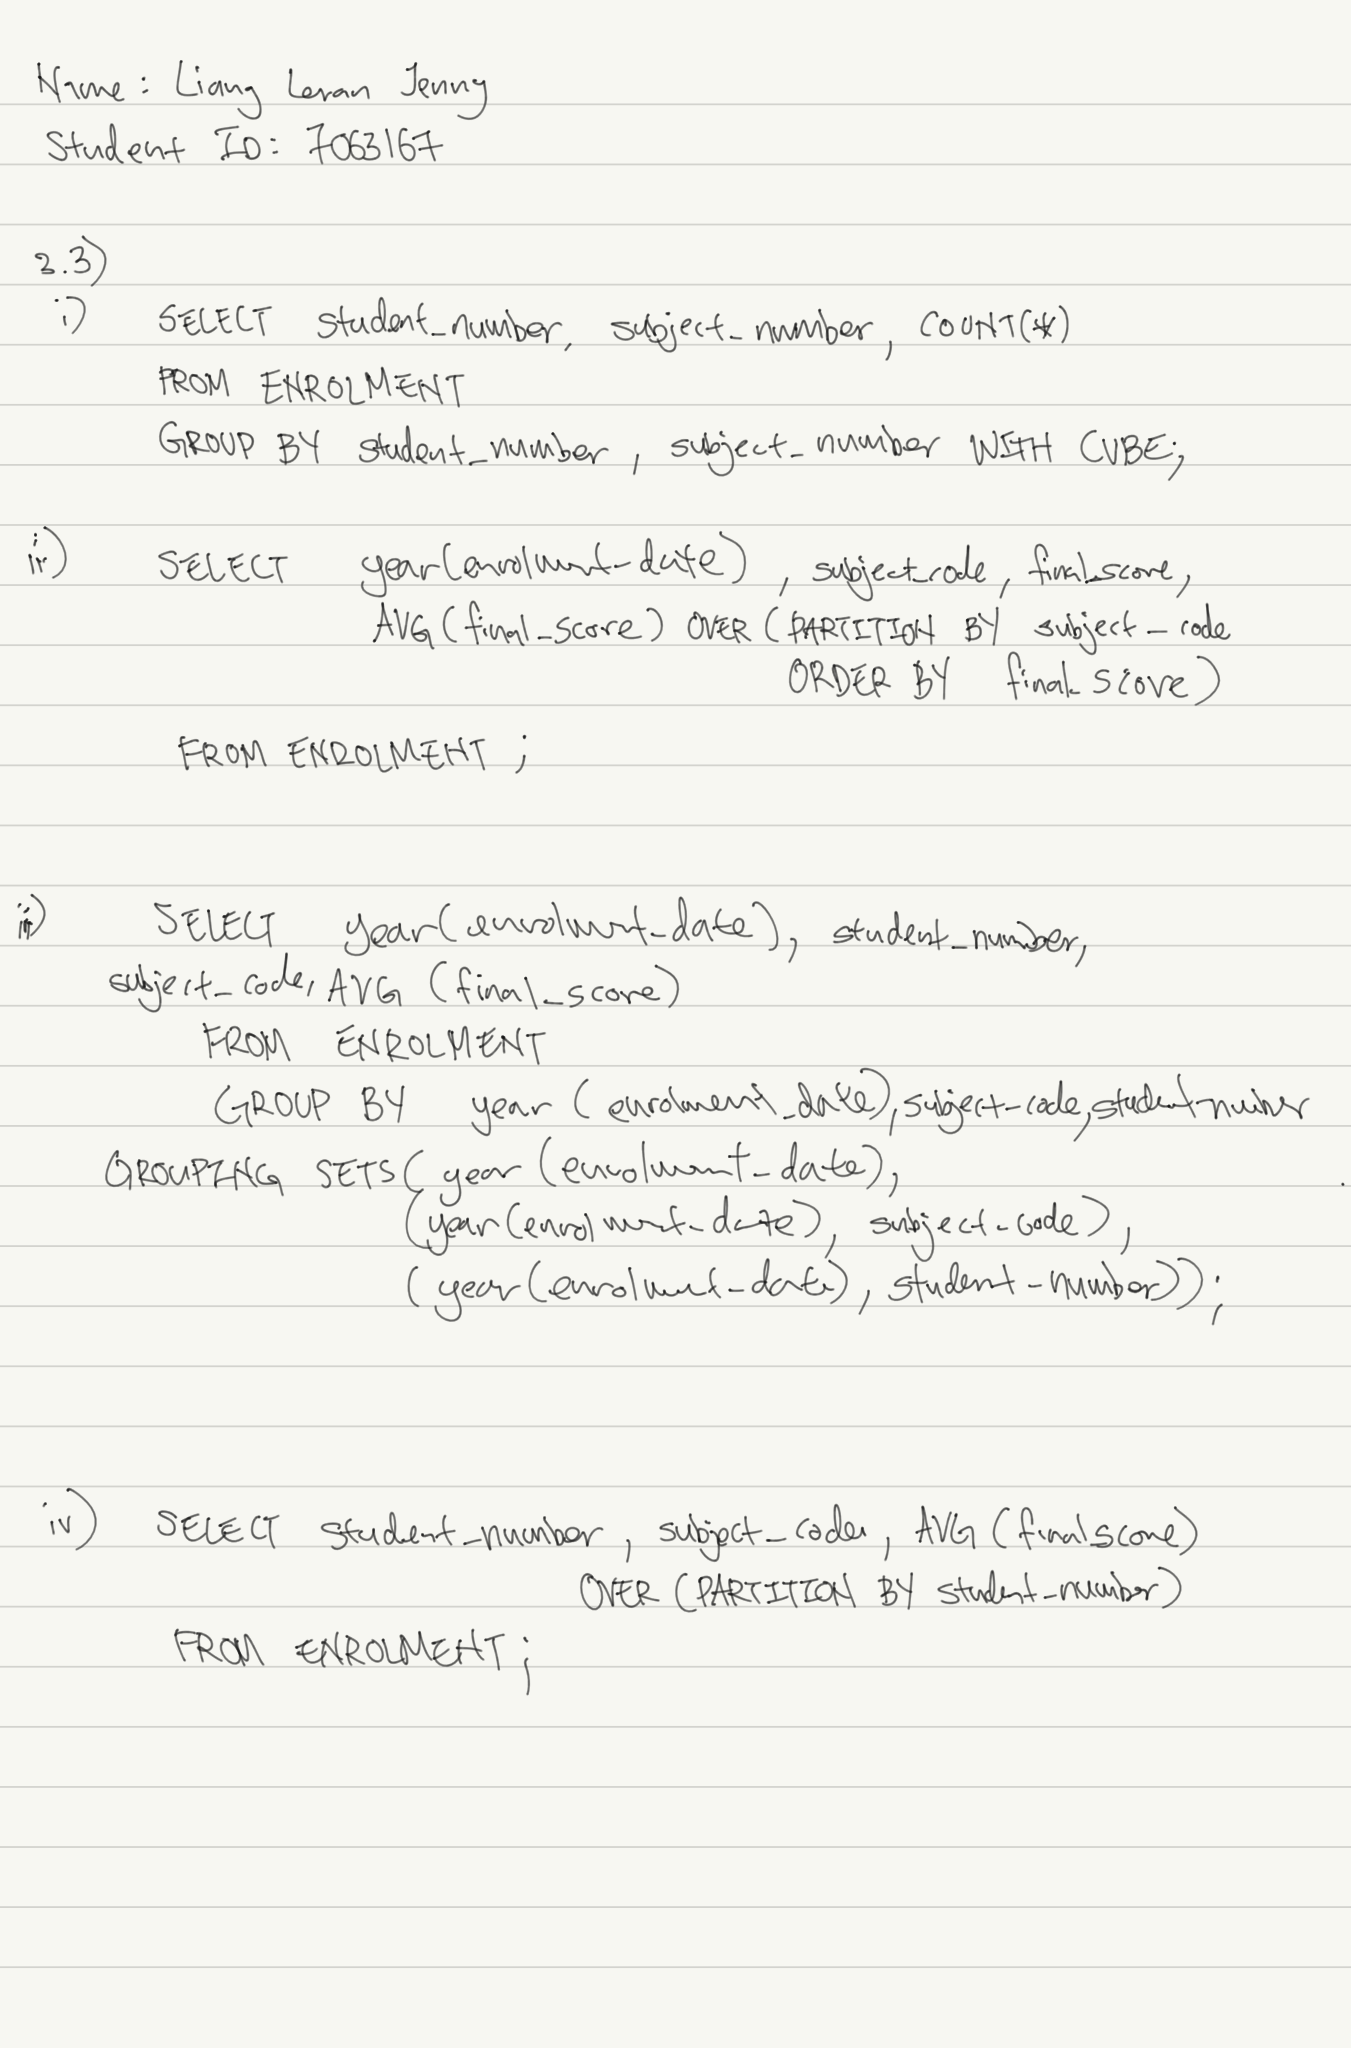 Name: Liang Leran Jenny
Student ID: 7063167
2.3)
i) SELECT student_number, subject_number, COUNT(*)
FROM ENROLMENT
GROUP BY student_number, subject_number WITH CUBE;
ii) SELECT year(enrolment_date), subject_code, final_score,
AVG(final_score) OVER (PARTITION BY subject_code
ORDER BY final_score)
FROM ENROLMENT;
iii) SELECT year(enrolment_date), student_number,
subject_code, AVG (final_score)
FROM ENROLMENT
GROUP BY year (enrolment_date), subject_code, student_number
GROUPING SETS( year (enrolment_date),
(year(enrolment_date), subject_code),
(year(enrolment_date), student_number));
iv) SELECT student_number, subject_code, AVG (final score)
OVER (PARTITION BY student_number)
FROM ENROLMENT;